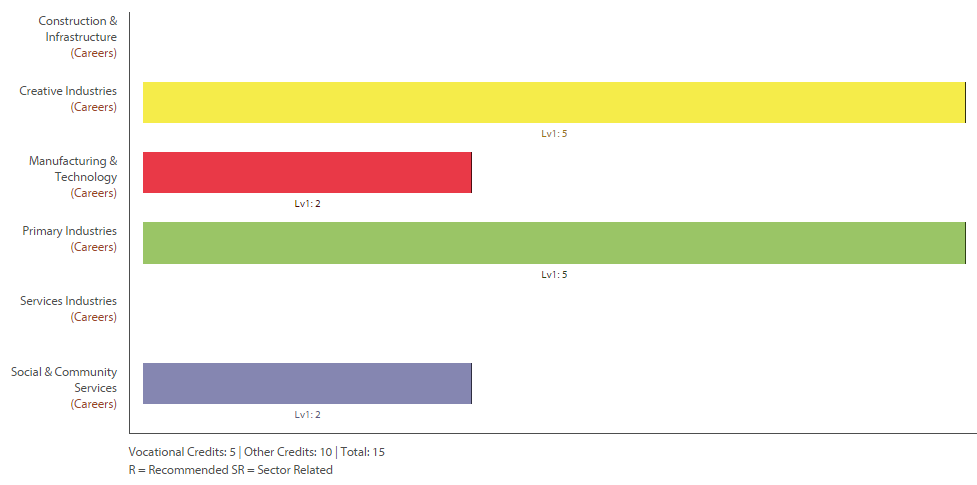 Construction &
Infrastructure
(Careers)
Creative Industries
(Careers)
Lv1: 5
Manufacturing &
Technology
(Careers)
Lv1: 2
Primary Industries
(Careers)
Lv1: 5
Services Industries
(Careers)
Social & Community
Services
(Careers)
Lv1: 2
Vocational Credits: 5 | Other Credits: 10 | Total: 15
R = Recommended SR = Sector Related